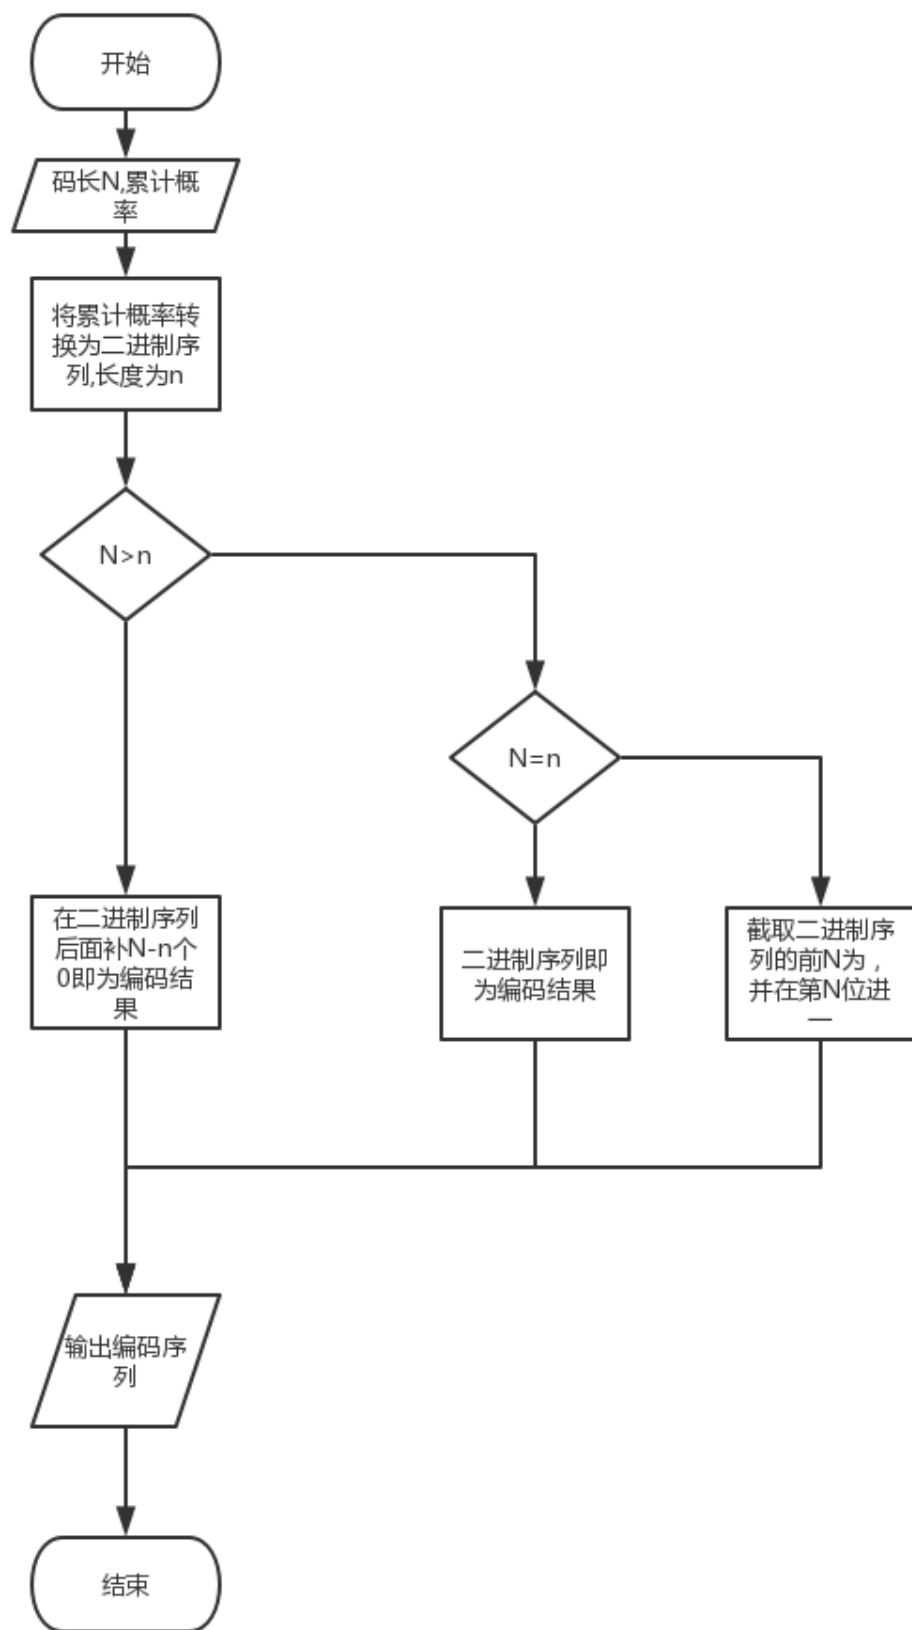 开始
码长N,累计概
率
将累计概率转
换为二进制序
列,长度为n
N>n
N=n
在二进制序列
后面补N-n个
0即为编码结
果
二进制序列即
为编码结果
截取二进制序
列的前N为，
并在第N位进
一
输出编码序
列
结束